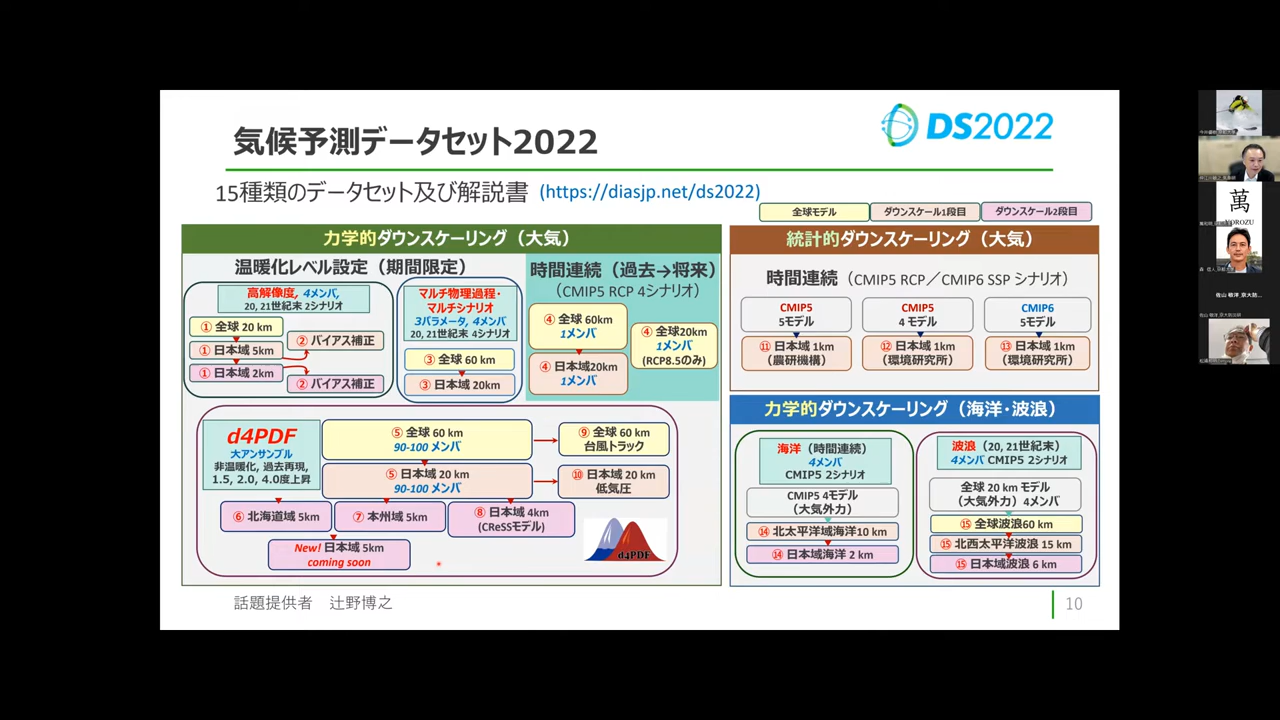 気候予測データセット2022
DS2022
15種類のデータセット及び解説書 (https://diasjp.net/ds2022)
全球モデル
ダウンスケール1段目
ダウンスケール2段目
力学的ダウンスケーリング（大気）
温暖化レベル設定（期間限定）
高解像度, 4メンバ,
20, 21世紀末 2シナリオ
① 全球 20 km
① 日本域 5km
① 日本域 2km
② バイアス補正
② バイアス補正
マルチ物理過程・
マルチシナリオ
3パラメータ, 4メンバ
20, 21世紀末 4シナリオ
③ 全球 60 km
③ 日本域 20km
時間連続（過去→将来）
（CMIP5 RCP 4シナリオ）
④ 全球 60km
1メンバ
④ 日本域20km
1メンバ
④ 全球20km
1メンバ
(RCP8.5のみ)
d4PDF
大アンサンブル
非温暖化, 過去再現,
1.5, 2.0, 4.0度上昇
⑤ 全球 60 km
90-100 メンバ
⑤ 日本域 20 km
90-100 メンバ
⑨ 全球 60 km
台風トラック
⑩ 日本域 20 km
低気圧
⑥ 北海道域 5km
⑦ 本州域 5km
⑧ 日本域 4km
(CReSSモデル)
New! 日本域 5km
coming soon
d4PDF
統計的ダウンスケーリング（大気）
時間連続（CMIP5 RCP／CMIP6 SSP シナリオ）
CMIP5
5モデル
CMIP5
4 モデル
CMIP6
5モデル
⑪ 日本域 1km
（農研機構）
⑫ 日本域 1km
（環境研究所）
⑬ 日本域 1km
（環境研究所）
力学的ダウンスケーリング（海洋・波浪）
海洋（時間連続）
4メンバ
CMIP5 2シナリオ
CMIP5 4モデル
（大気外力）
⑭ 北太平洋域海洋10 km
⑭ 日本域海洋 2 km
波浪（20, 21世紀末）
4メンバ CMIP5 2シナリオ
全球 20 km モデル
（大気外力）4メンバ
⑮ 全球波浪60 km
⑮ 北西太平洋波浪 15 km
⑮ 日本域波浪 6 km
話題提供者　辻野博之
10
萬
YOROZU